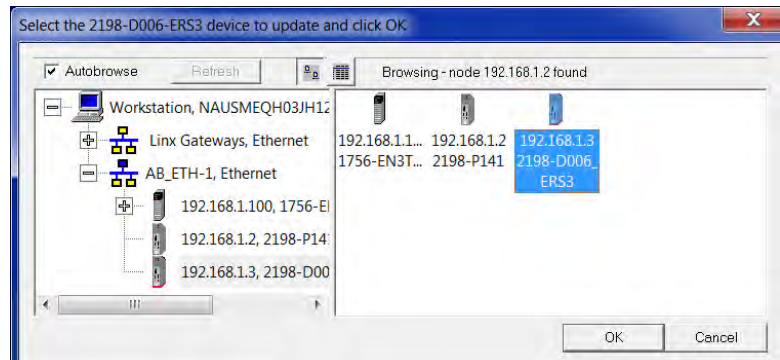 Select the 2198-D006-ERS3 device to update and click OK
Autobrowse
Refresh
Browsing - node 192.168.1.2 found
Workstation, NAUSMEQH03JH12
Linx Gateways, Ethernet
AB_ETH-1, Ethernet
192.168.1.100, 1756-E
192.168.1.2, 2198-P14
192.168.1.3, 2198-D00
192.168.1.1...
1756-EN3T...
192.168.1.2
2198-P141
192.168.1.3
2198-D006_
ERS3
OK
Cancel